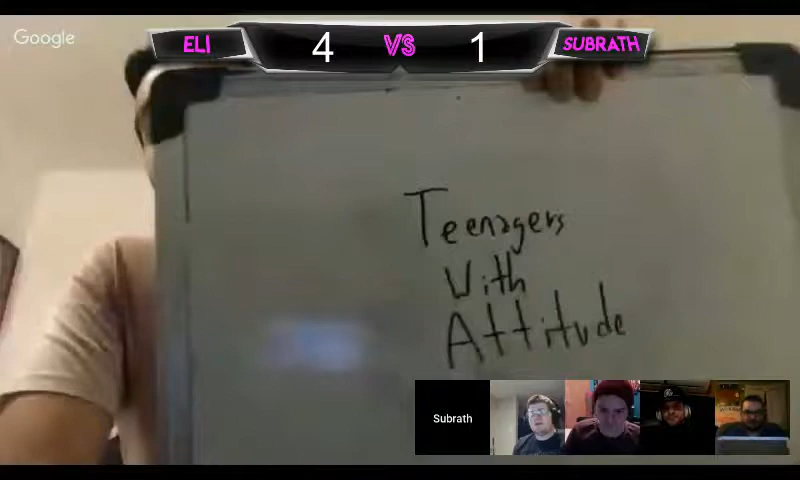 Google
ELI 4 VS 1 SUBRATH
Teenagers
With
Attitude
Subrath